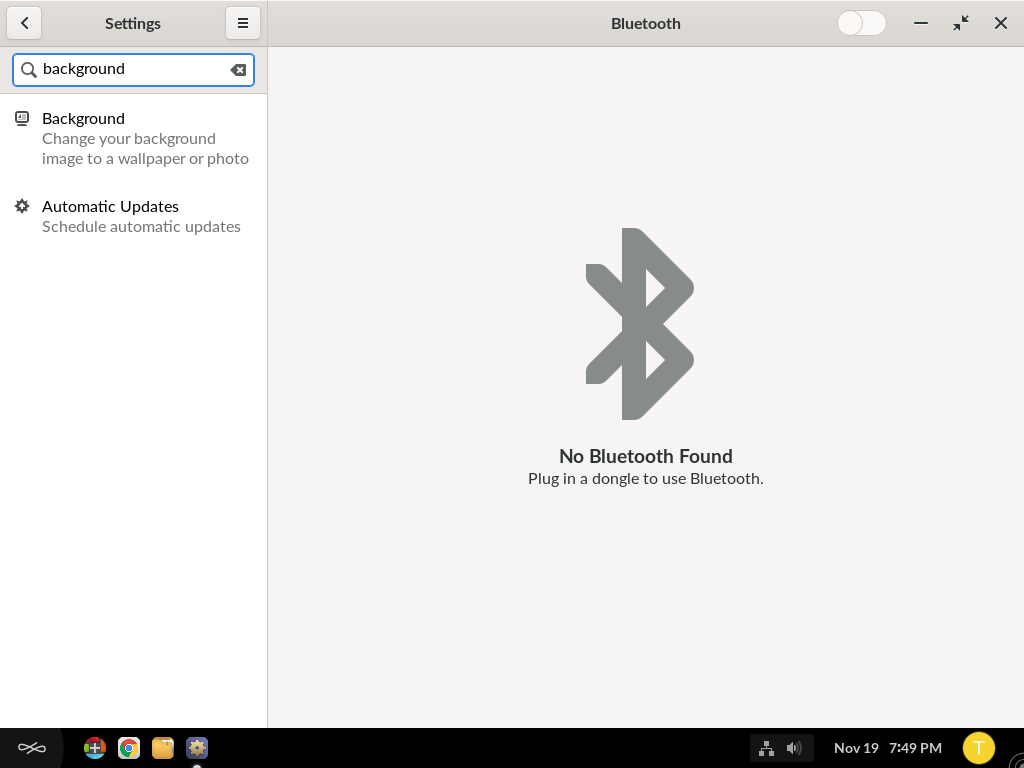 Settings
Bluetooth
background
Background
Change your background
image to a wallpaper or photo
Automatic Updates
Schedule automatic updates
No Bluetooth Found
Plug in a dongle to use Bluetooth.
Nov 19 7:49 PM
T